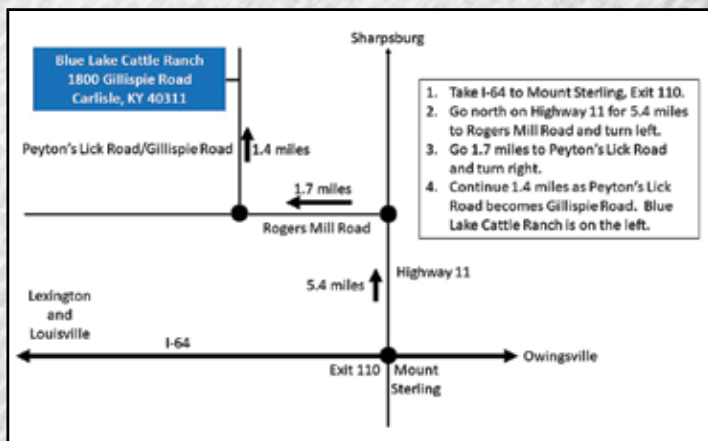 Sharpsburg
Blue Lake Cattle Ranch
1800 Gillispie Road
Carlisle, KY 40311
1. Take I-64 to Mount Sterling, Exit 110.
2. Go north on Highway 11 for 5.4 miles
to Rogers Mill Road and turn left.
3. Go 1.7 miles to Peyton's Lick Road
and turn right.
4. Continue 1.4 miles as Peyton's Lick
Road becomes Gillispie Road. Blue
Lake Cattle Ranch is on the left.
Peyton's Lick Road/Gillispie Road
1.4 miles
1.7 miles
Rogers Mill Road
Highway 11
5.4 miles
Lexington
and
Louisville
I-64
Owingsville
Exit 110
Mount
Sterling